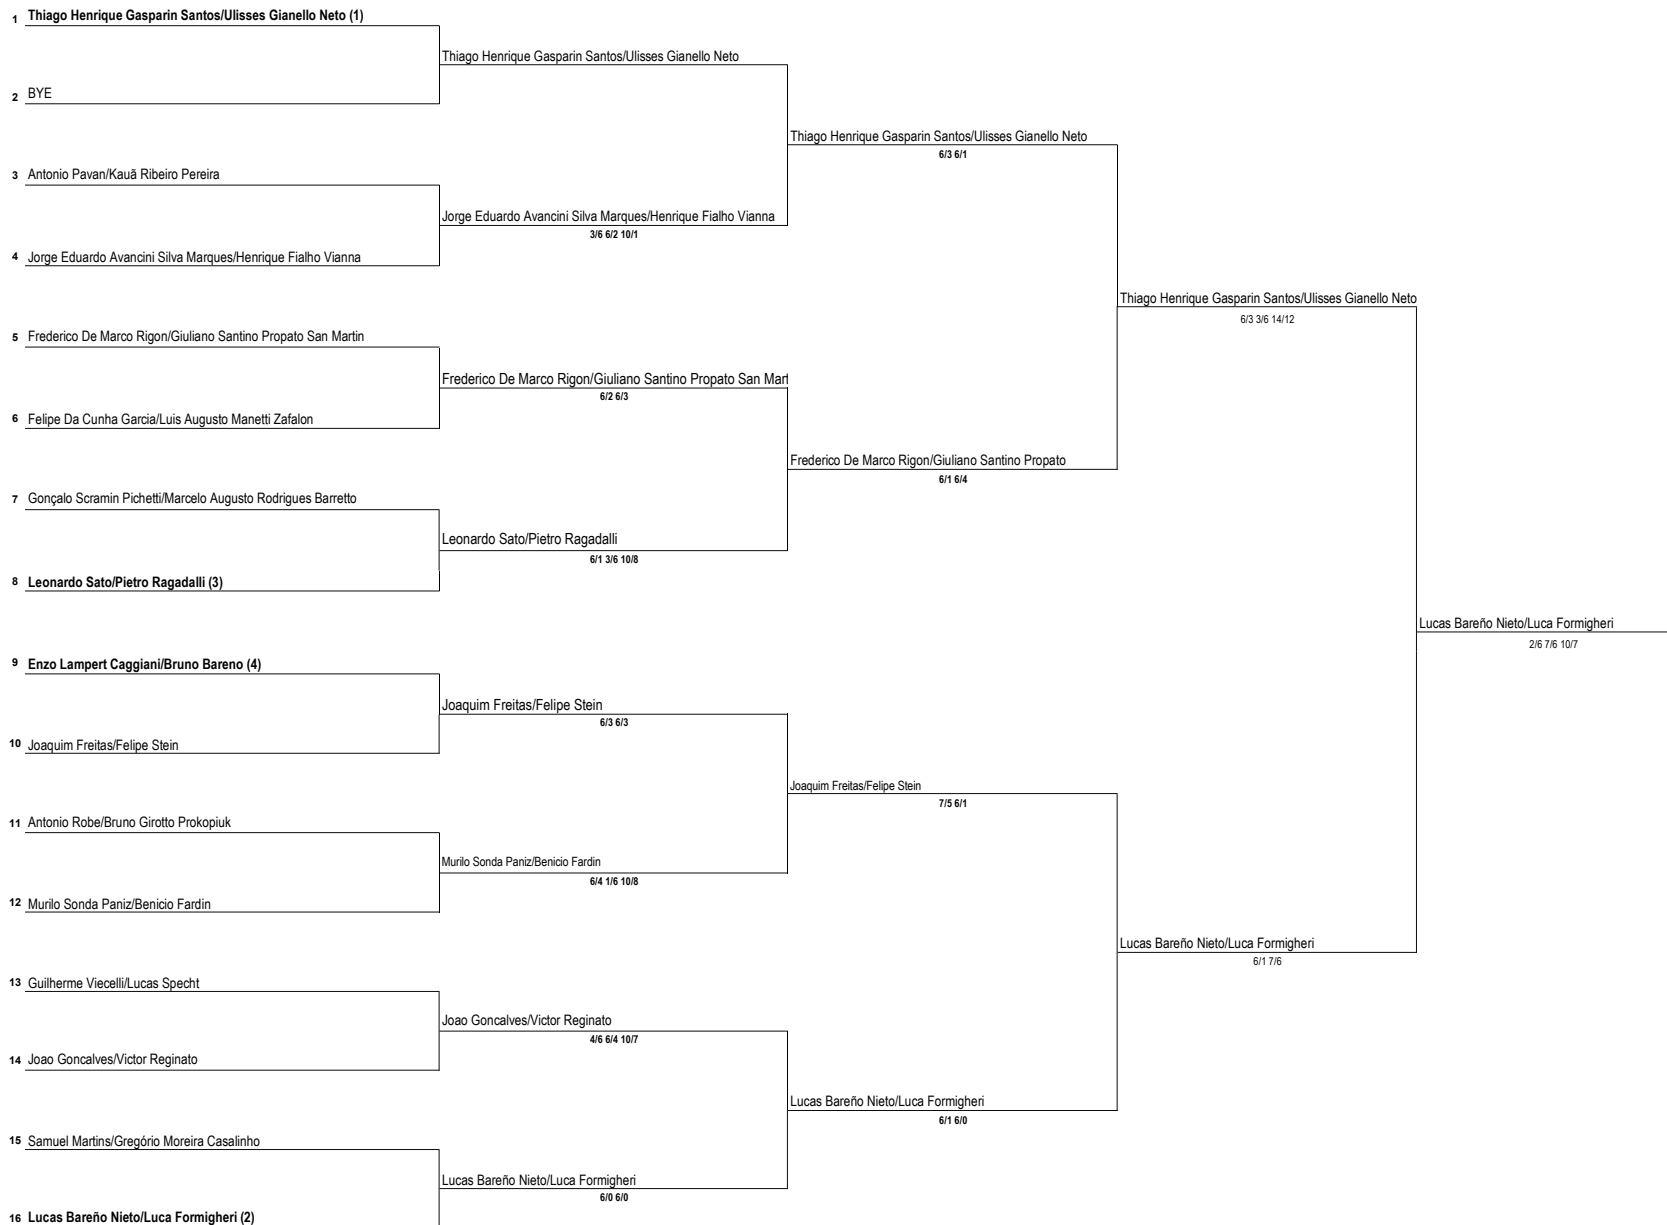 1 Thiago Henrique Gasparin Santos/Ulisses Gianello Neto (1)
Thiago Henrique Gasparin Santos/Ulisses Gianello Neto
2 BYE
Thiago Henrique Gasparin Santos/Ulisses Gianello Neto
6/3 6/1
3 Antonio Pavan/Kauã Ribeiro Pereira
Jorge Eduardo Avancini Silva Marques/Henrique Fialho Vianna
3/6 6/2 10/1
4 Jorge Eduardo Avancini Silva Marques/Henrique Fialho Vianna
Thiago Henrique Gasparin Santos/Ulisses Gianello Neto
6/3 3/6 14/12
5 Frederico De Marco Rigon/Giuliano Santino Propato San Martin
Frederico De Marco Rigon/Giuliano Santino Propato San Mart
6/2 6/3
6 Felipe Da Cunha Garcia/Luis Augusto Manetti Zafalon
Frederico De Marco Rigon/Giuliano Santino Propato
6/1 6/4
7 Gonçalo Scramin Pichetti/Marcelo Augusto Rodrigues Barretto
Leonardo Sato/Pietro Ragadalli
6/1 3/6 10/8
8 Leonardo Sato/Pietro Ragadalli (3)
Lucas Bareño Nieto/Luca Formigheri
2/6 7/6 10/7
9 Enzo Lampert Caggiani/Bruno Bareno (4)
Joaquim Freitas/Felipe Stein
6/3 6/3
10 Joaquim Freitas/Felipe Stein
Joaquim Freitas/Felipe Stein
7/5 6/1
11 Antonio Robe/Bruno Girotto Prokopiuk
Murilo Sonda Paniz/Benicio Fardin
6/4 1/6 10/8
12 Murilo Sonda Paniz/Benicio Fardin
Lucas Bareño Nieto/Luca Formigheri
6/1 7/6
13 Guilherme Viecelli/Lucas Specht
Joao Goncalves/Victor Reginato
4/6 6/4 10/7
14 Joao Goncalves/Victor Reginato
Lucas Bareño Nieto/Luca Formigheri
6/1 6/0
15 Samuel Martins/Gregório Moreira Casalinho
Lucas Bareño Nieto/Luca Formigheri
6/0 6/0
16 Lucas Bareño Nieto/Luca Formigheri (2)